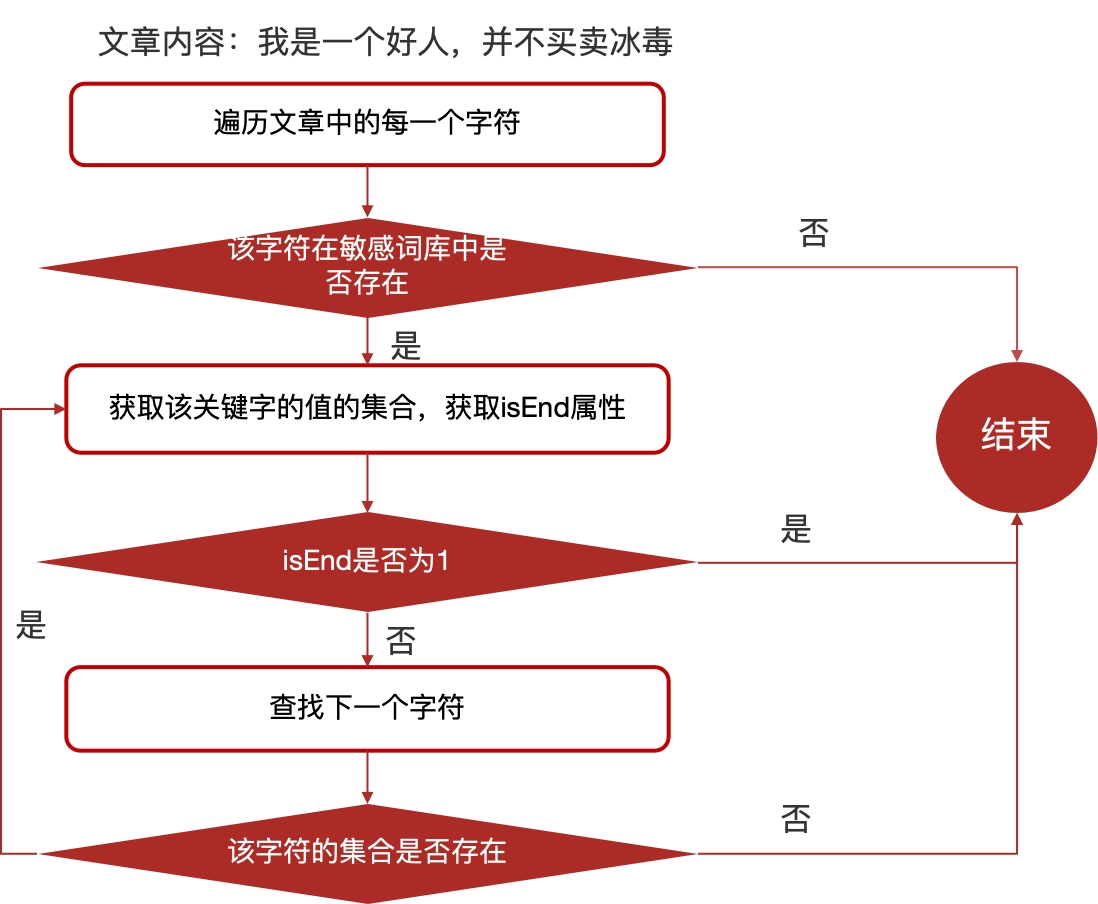 文章内容：我是一个好人，并不买卖冰毒
遍历文章中的每一个字符
该字符在敏感词库中是
否存在
否
是
获取该关键字的值的集合，获取isEnd属性
结束
isEnd是否为1
是
是
否
查找下一个字符
该字符的集合是否存在
否